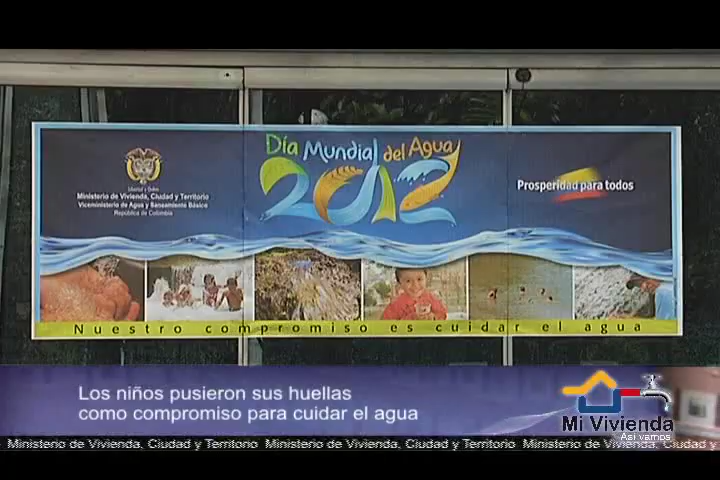 Día Mundial del Agua
2012
Libertad y Orden
Ministerio de Vivienda, Ciudad y Territorio
Viceministerio de Agua y Saneamiento Básico
República de Colombia
Prosperidad para todos
Nuestro compromiso es cuidar el agua
Los niños pusieron sus huellas
como compromiso para cuidar el agua
Mi Vivienda
Así vamos
Ministerio de Vivienda, Ciudad y Territorio Ministerio de Vivienda, Ciudad y Territorio Ministerio de Vivienda, Ciudad y